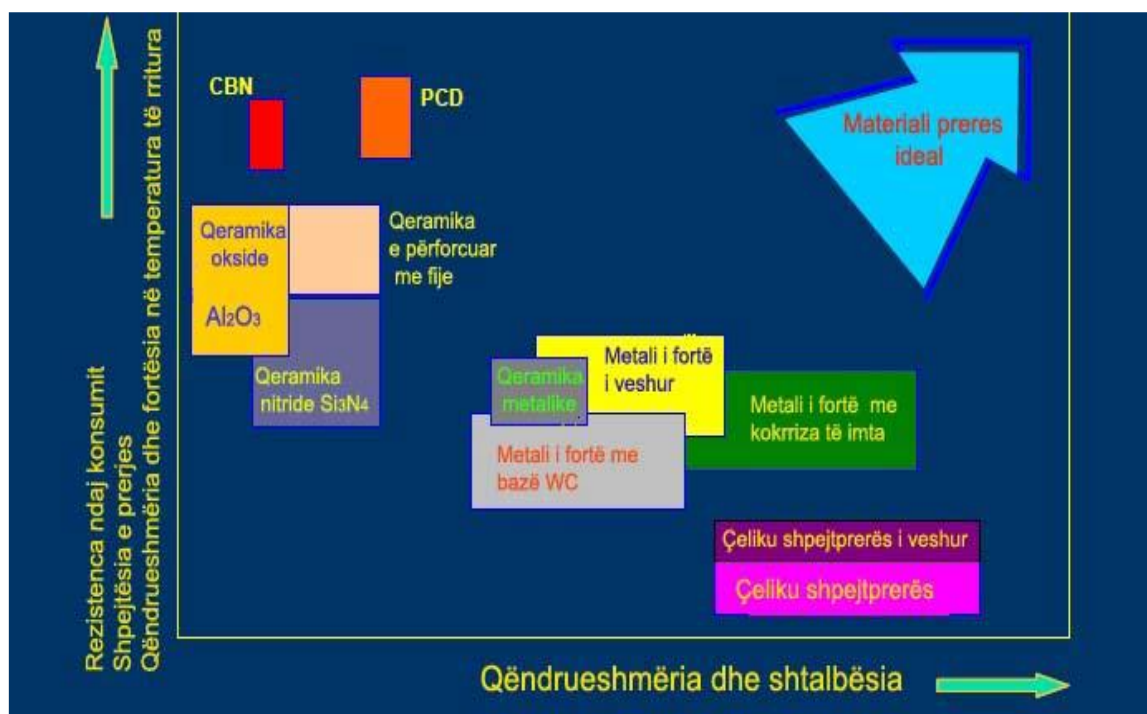 Rezistenca ndaj konsumit
Shpejtësia e prerjes
Qëndrueshmëria dhe fortësia në temperatura të rritura
CBN
PCD
Materiali preres
ideal
Qeramika
okside
Al₂O₃
Qeramika
e përforcuar
me fije
Qeramika
nitride Si₃N₄
Qeramika
metalike
Metali i fortë
i veshur
Metali i fortë me
kokrriza të imta
Metali i fortë me
bazë WC
Çeliku shpejtprerës i veshur
Çeliku shpejtprerës
Qëndrueshmëria dhe shtalbësia